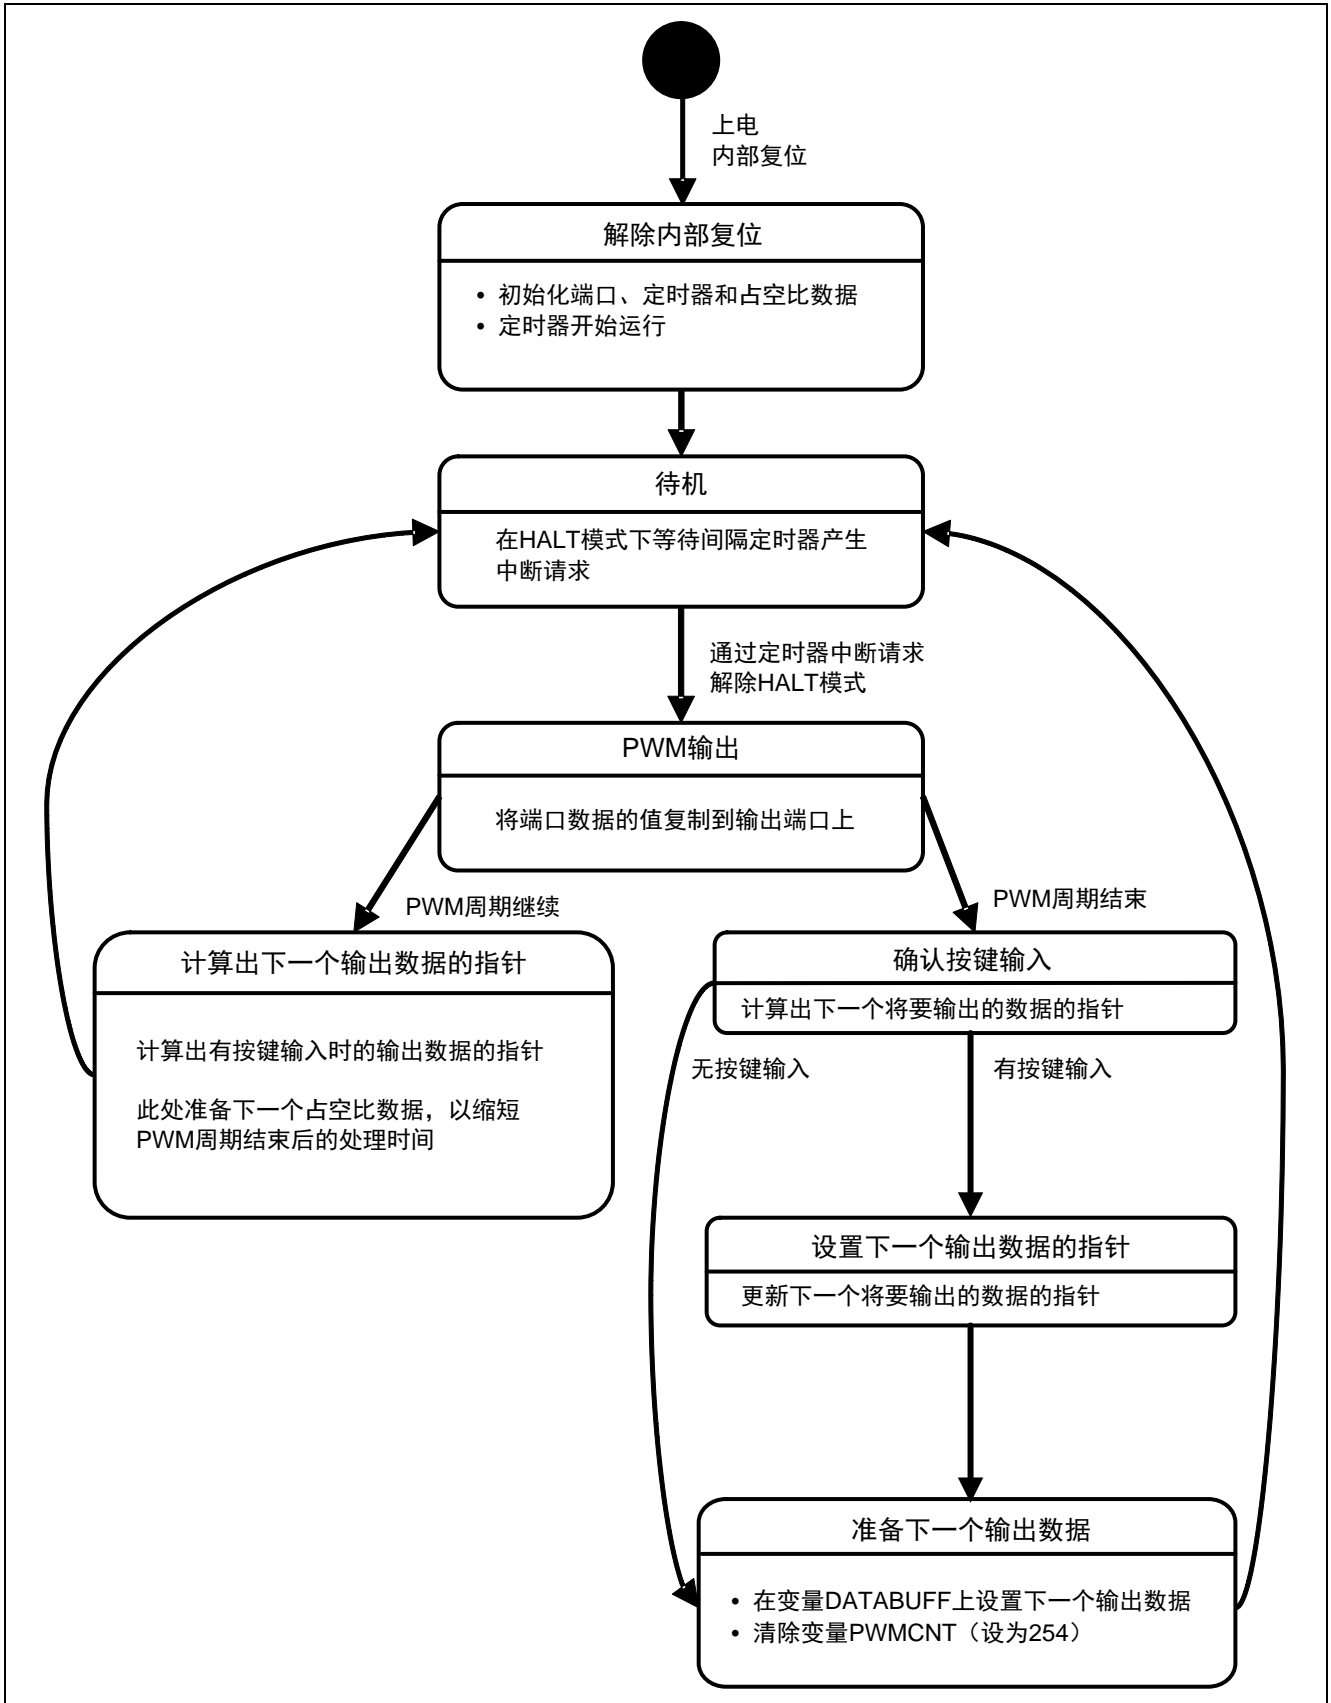 上电
内部复位
解除内部复位
• 初始化端口、定时器和占空比数据
• 定时器开始运行
待机
在HALT模式下等待间隔定时器产生
中断请求
通过定时器中断请求
解除HALT模式
PWM输出
将端口数据的值复制到输出端口上
PWM周期继续
PWM周期结束
计算出下一个输出数据的指针
计算出有按键输入时的输出数据的指针
此处准备下一个占空比数据，以缩短
PWM周期结束后的处理时间
确认按键输入
计算出下一个将要输出的数据的指针
无按键输入
有按键输入
设置下一个输出数据的指针
更新下一个将要输出的数据的指针
准备下一个输出数据
• 在变量DATABUFF上设置下一个输出数据
• 清除变量PWMCNT（设为254）